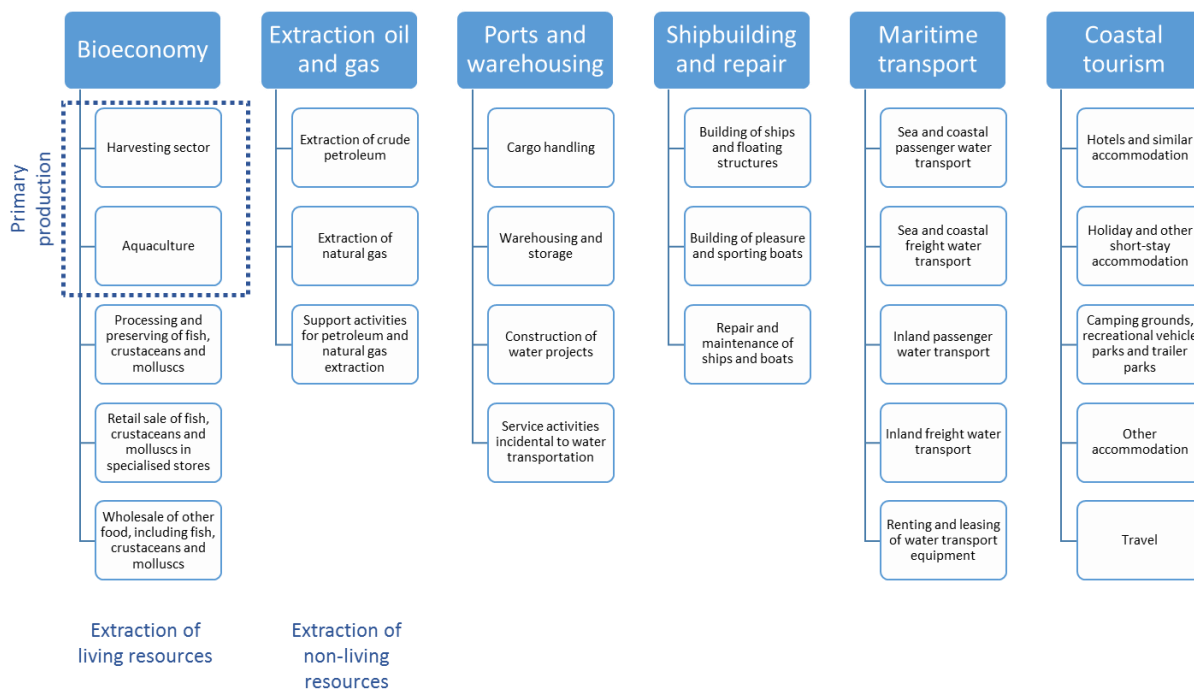 Bioeconomy
Extraction oil
and gas
Ports and
warehousing
Shipbuilding
and repair
Maritime
transport
Coastal
tourism
Primary
production
Harvesting sector
Aquaculture
Processing and
preserving of fish,
crustaceans and
molluscs
Retail sale of fish,
crustaceans and
molluscs in
specialised stores
Wholesale of other
food, including fish,
crustaceans and
molluscs
Extraction of
living resources
Extraction of crude
petroleum
Extraction of
natural gas
Support activities
for petroleum and
natural gas
extraction
Extraction of
non-living
resources
Cargo handling
Warehousing and
storage
Construction of
water projects
Service activities
incidental to water
transportation
Building of ships
and floating
structures
Building of pleasure
and sporting boats
Repair and
maintenance of
ships and boats
Sea and coastal
passenger water
transport
Sea and coastal
freight water
transport
Inland passenger
water transport
Inland freight water
transport
Renting and leasing
of water transport
equipment
Hotels and similar
accommodation
Holiday and other
short-stay
accommodation
Camping grounds,
recreational vehicle
parks and trailer
parks
Other
accommodation
Travel